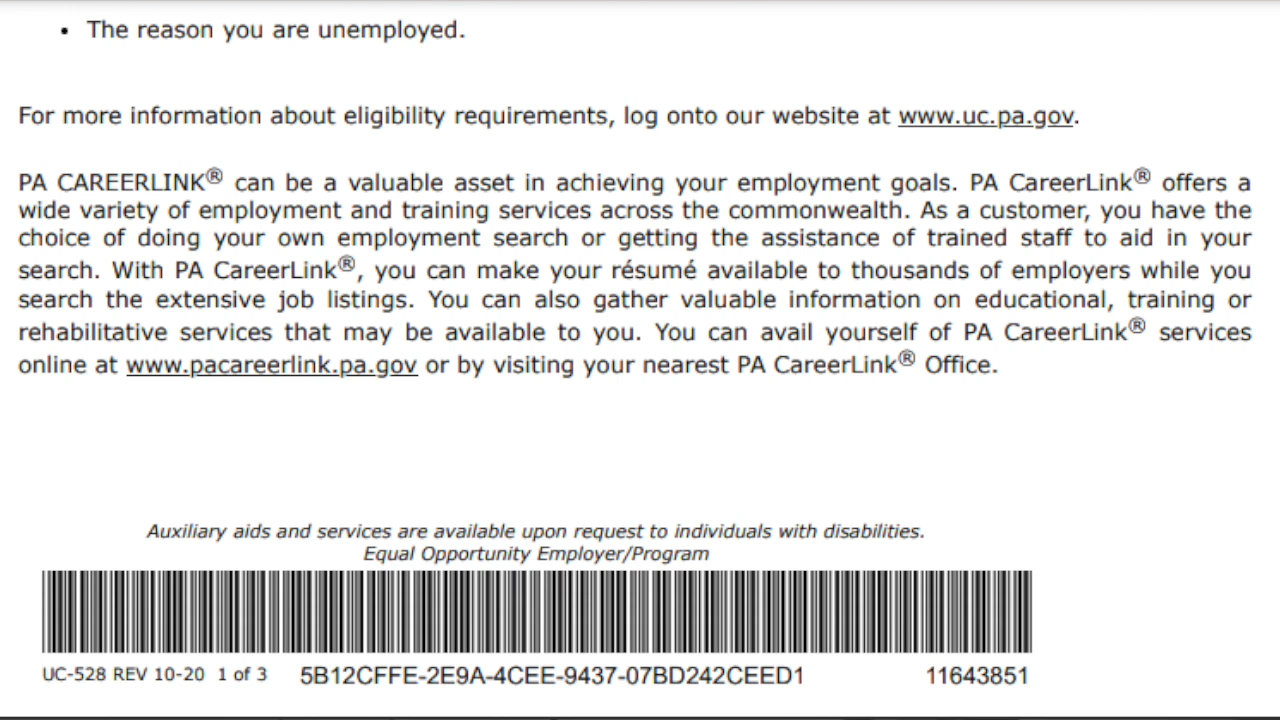 • The reason you are unemployed.
For more information about eligibility requirements, log onto our website at www.uc.pa.gov.
PA CAREERLINK® can be a valuable asset in achieving your employment goals. PA CareerLink® offers a
wide variety of employment and training services across the commonwealth. As a customer, you have the
choice of doing your own employment search or getting the assistance of trained staff to aid in your
search. With PA CareerLink®, you can make your résumé available to thousands of employers while you
search the extensive job listings. You can also gather valuable information on educational, training or
rehabilitative services that may be available to you. You can avail yourself of PA CareerLink® services
online at www.pacareerlink.pa.gov or by visiting your nearest PA CareerLink® Office.
Auxiliary aids and services are available upon request to individuals with disabilities.
Equal Opportunity Employer/Program
UC-528 REV 10-20 1 of 3 5B12CFFE-2E9A-4CEE-9437-07BD242CEED1 11643851